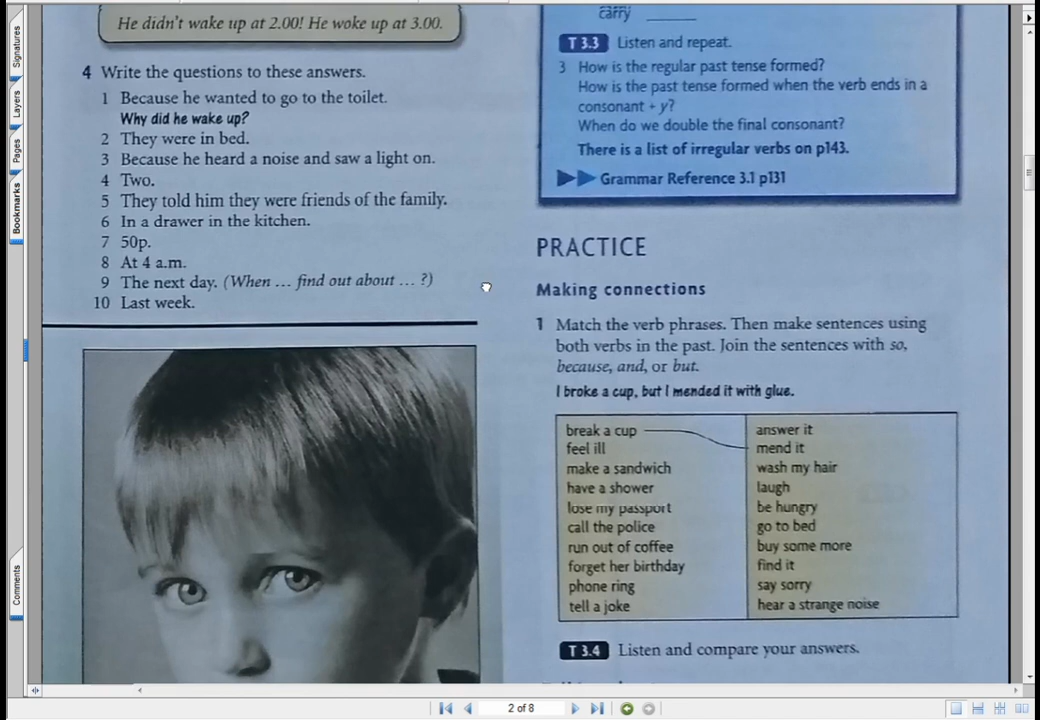 Signatures
Layers
Pages
Bookmarks
Comments
He didn't wake up at 2.00! He woke up at 3.00.
4 Write the questions to these answers.
1 Because he wanted to go to the toilet.
Why did he wake up?
2 They were in bed.
3 Because he heard a noise and saw a light on.
4 Two.
5 They told him they were friends of the family.
6 In a drawer in the kitchen.
7 50p.
8 At 4 a.m.
9 The next day. (When ... find out about ... ?)
10 Last week.
carry ______
T 3.3 Listen and repeat.
3 How is the regular past tense formed?
How is the past tense formed when the verb ends in a
consonant + y?
When do we double the final consonant?
There is a list of irregular verbs on p143.
Grammar Reference 3.1 p131
PRACTICE
Making connections
1 Match the verb phrases. Then make sentences using
both verbs in the past. Join the sentences with so,
because, and, or but.
I broke a cup, but I mended it with glue.
break a cup
feel ill
make a sandwich
have a shower
lose my passport
call the police
run out of coffee
forget her birthday
phone ring
tell a joke
answer it
mend it
wash my hair
laugh
be hungry
go to bed
buy some more
find it
say sorry
hear a strange noise
T 3.4 Listen and compare your answers.
2 of 8